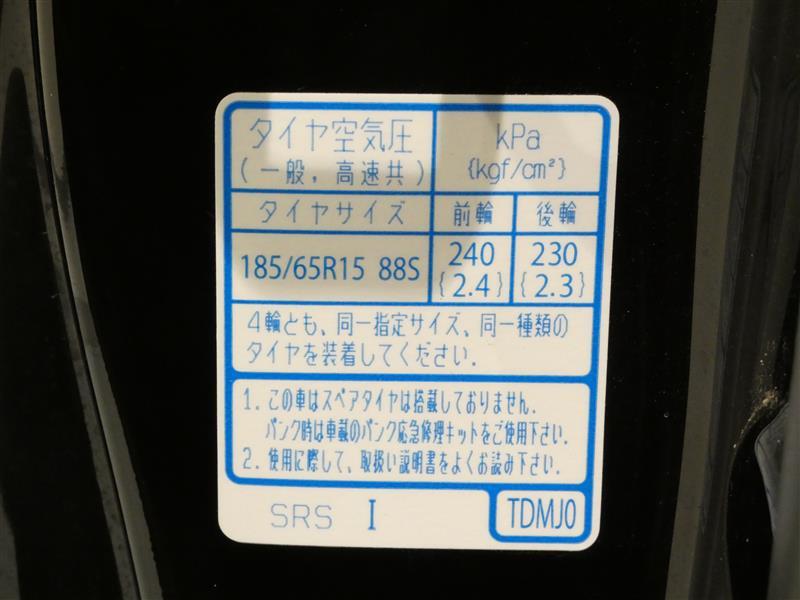 タイヤ空気圧
(一般，高速共)
kPa
{kgf/cm²}
タイヤサイズ
前輪
後輪
185/65R15 88S
240
{2.4}
230
{2.3}
4輪とも、同一指定サイズ、同一種類の
タイヤを装着してください．
1. この車はスペアタイヤは搭載しておりません．
パンク時は車載のパンク応急修理キットをご使用下さい．
2. 使用に際して、取扱い説明書をよくお読み下さい．
SRS I
TDMJ0